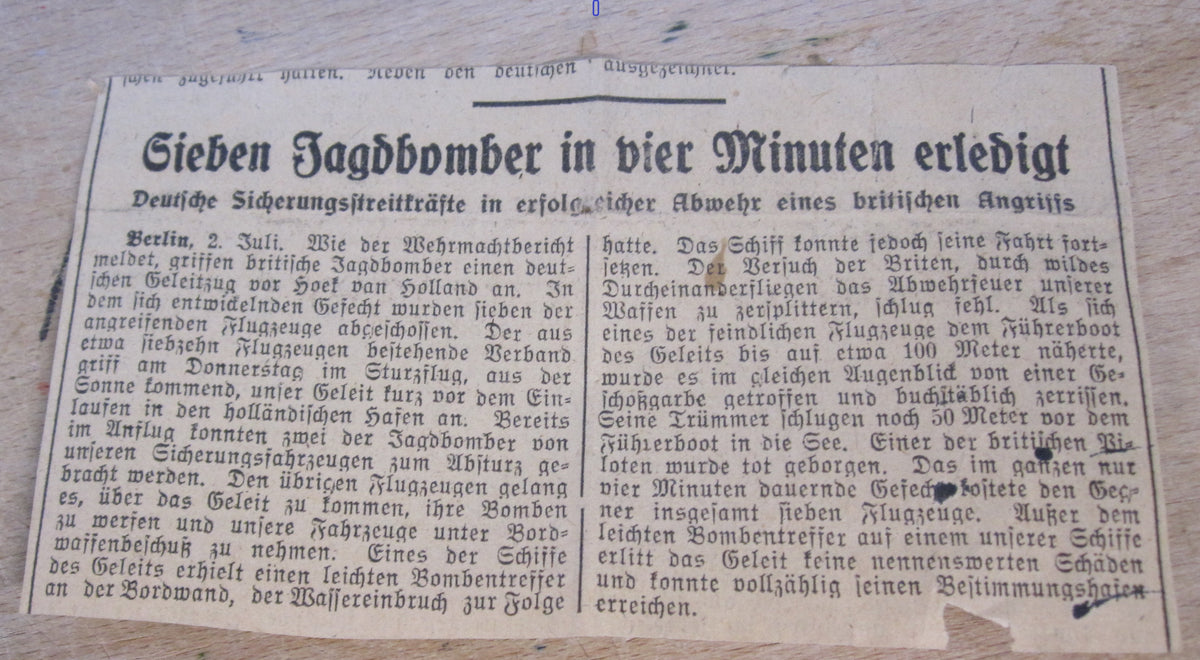 schen zugeführt hatten. Neben den deutschen ausgezeichnet.
Sieben Jagdbomber in vier Minuten erledigt
Deutsche Sicherungsstreitkräfte in erfolgreicher Abwehr eines britischen Angriffs
Berlin, 2. Juli. Wie der Wehrmachtbericht
meldet, griffen britische Jagdbomber einen deut-
schen Geleitzug vor Hoek van Holland an. In
dem sich entwickelnden Gefecht wurden sieben der
angreifenden Flugzeuge abgeschossen. Der aus
etwa siebzehn Flugzeugen bestehende Verband
griff am Donnerstag im Sturzflug, aus der
Sonne kommend, unser Geleit kurz vor dem Ein-
laufen in den holländischen Hafen an. Bereits
im Anflug konnten zwei der Jagdbomber von
unseren Sicherungsfahrzeugen zum Absturz ge-
bracht werden. Den übrigen Flugzeugen gelang
es, über das Geleit zu kommen, ihre Bomben
zu werfen und unsere Fahrzeuge unter Bord-
waffenbeschuß zu nehmen. Eines der Schiffe
des Geleits erhielt einen leichten Bombentreffer
an der Bordwand, der Wassereinbruch zur Folge
hatte. Das Schiff konnte jedoch seine Fahrt fort-
setzen. Der Versuch der Briten, durch wildes
Durcheinanderfliegen das Abwehrfeuer unserer
Waffen zu zersplittern, schlug fehl. Als sich
eines der feindlichen Flugzeuge dem Führerboot
des Geleits bis auf etwa 100 Meter näherte,
wurde es im gleichen Augenblick von einer Ge-
schoßgarbe getroffen und buchstäblich zerrissen.
Seine Trümmer schlugen noch 50 Meter vor dem
Führerboot in die See. Einer der britischen Pi-
loten wurde tot geborgen. Das im ganzen nur
vier Minuten dauernde Gefecht kostete den Geg-
ner insgesamt sieben Flugzeuge. Außer dem
leichten Bombentreffer auf einem unserer Schiffe
erlitt das Geleit keine nennenswerten Schäden
und konnte vollzählig seinen Bestimmungshafen
erreichen.